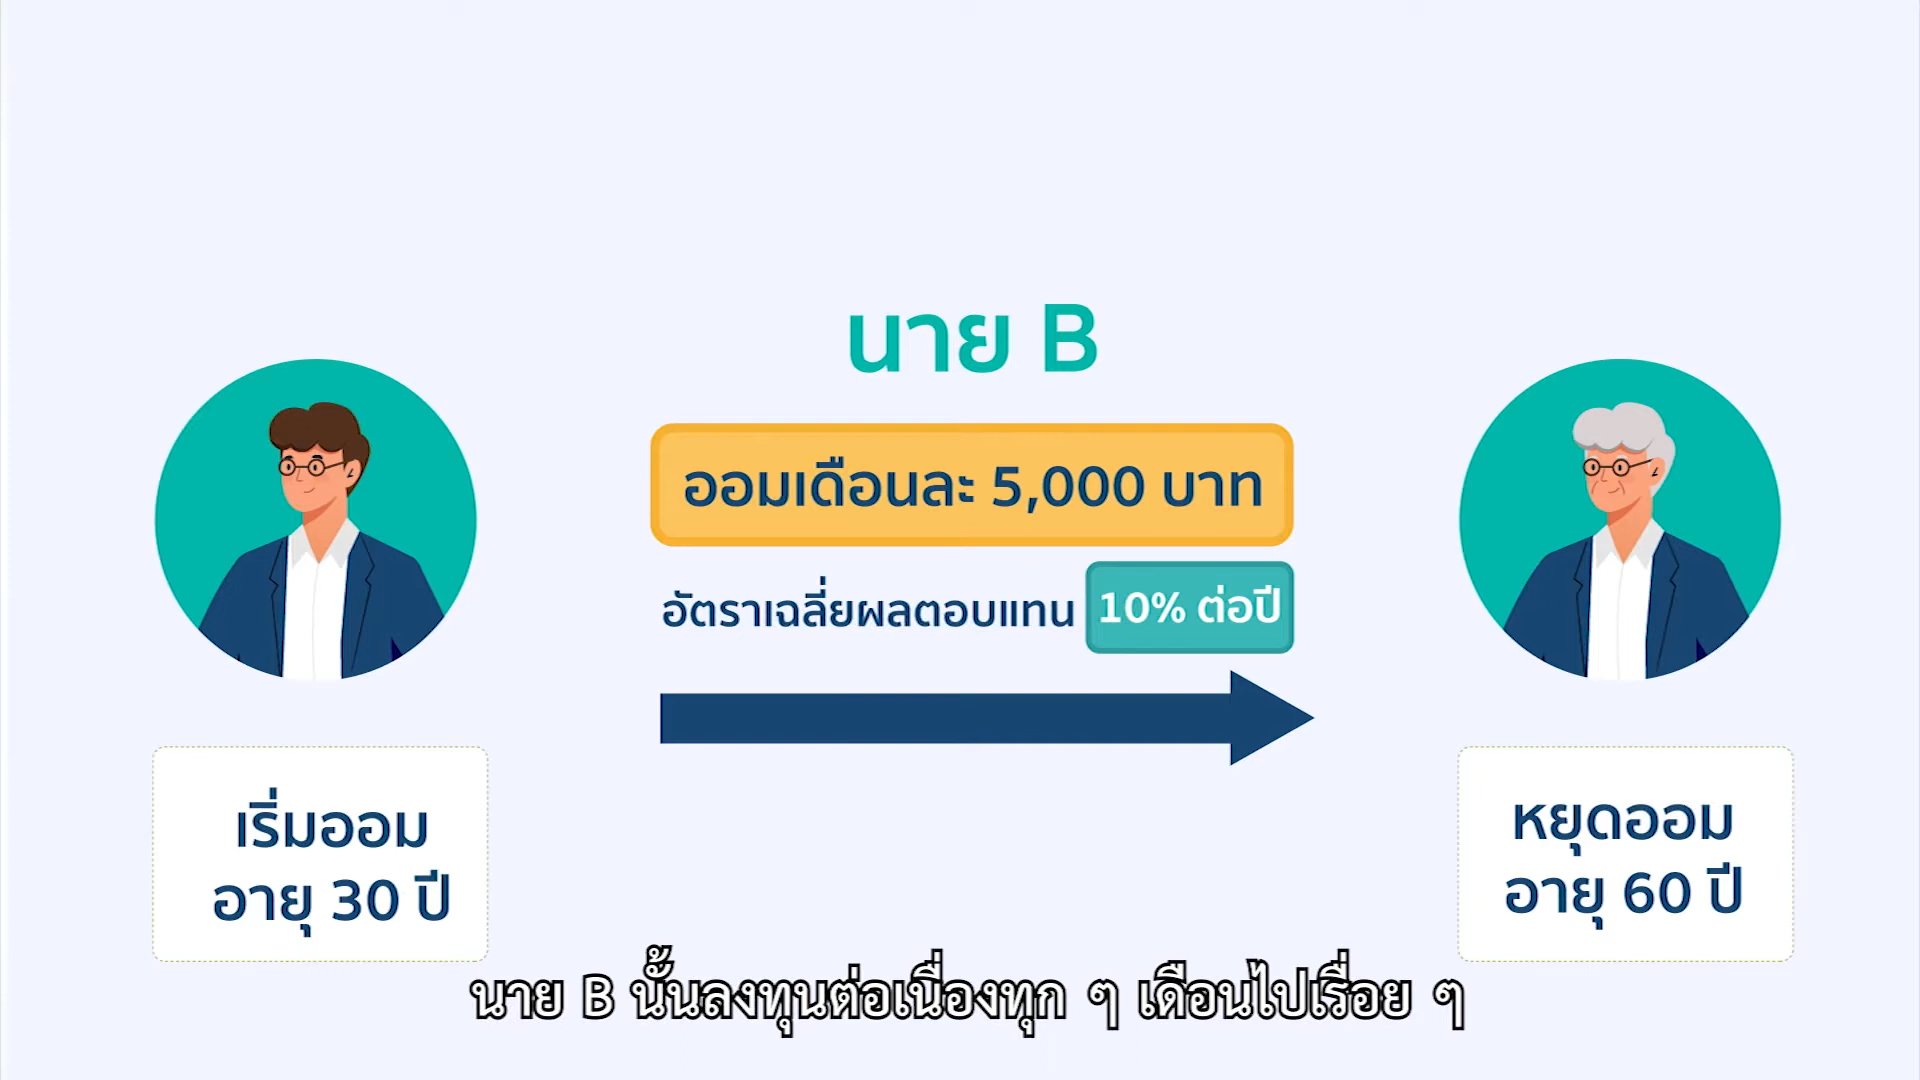 นาย B
ออมเดือนละ 5,000 บาท
อัตราเฉลี่ยผลตอบแทน 10% ต่อปี
เริ่มออม
อายุ 30 ปี
หยุดออม
อายุ 60 ปี
นาย B นั้นลงทุนต่อเนื่องทุก ๆ เดือนไปเรื่อย ๆ